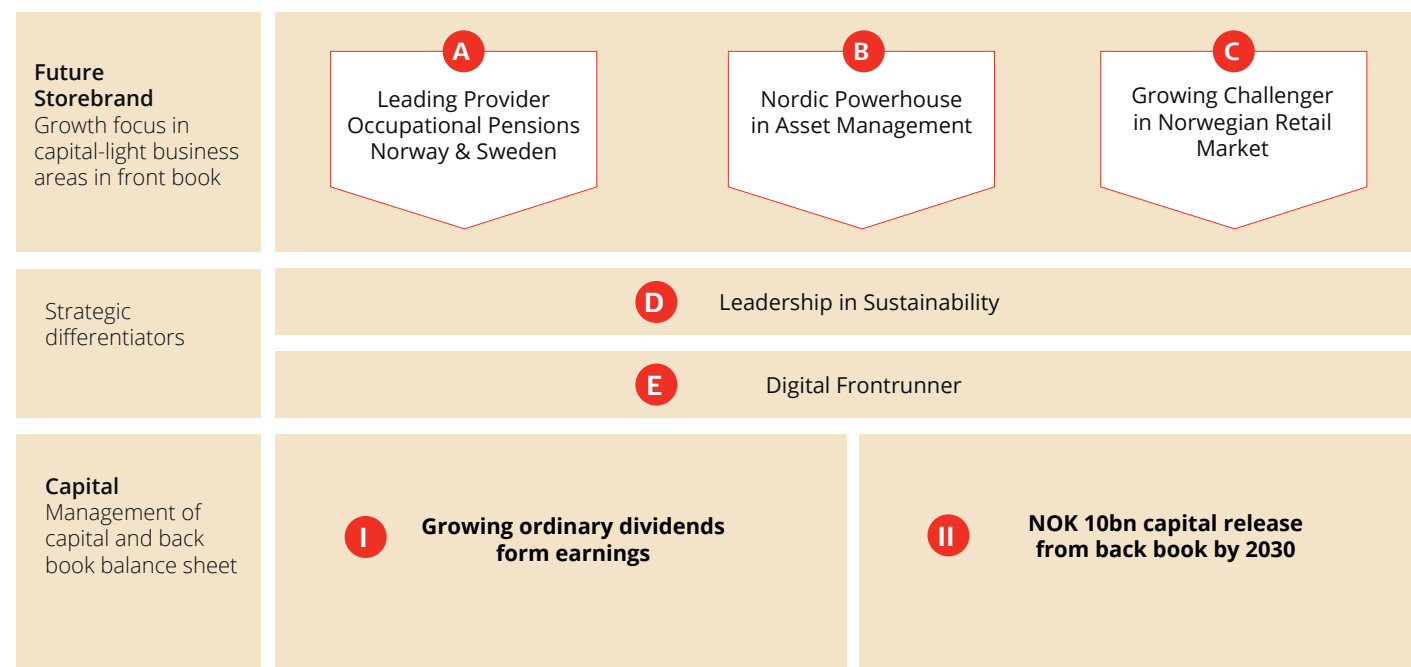 Future
Storebrand
Growth focus in
capital-light business
areas in front book
A
Leading Provider
Occupational Pensions
Norway & Sweden
B
Nordic Powerhouse
in Asset Management
C
Growing Challenger
in Norwegian Retail
Market
Strategic
differentiators
D
Leadership in Sustainability
E
Digital Frontrunner
Capital
Management of
capital and back
book balance sheet
I
Growing ordinary dividends
form earnings
II
NOK 10bn capital release
from back book by 2030